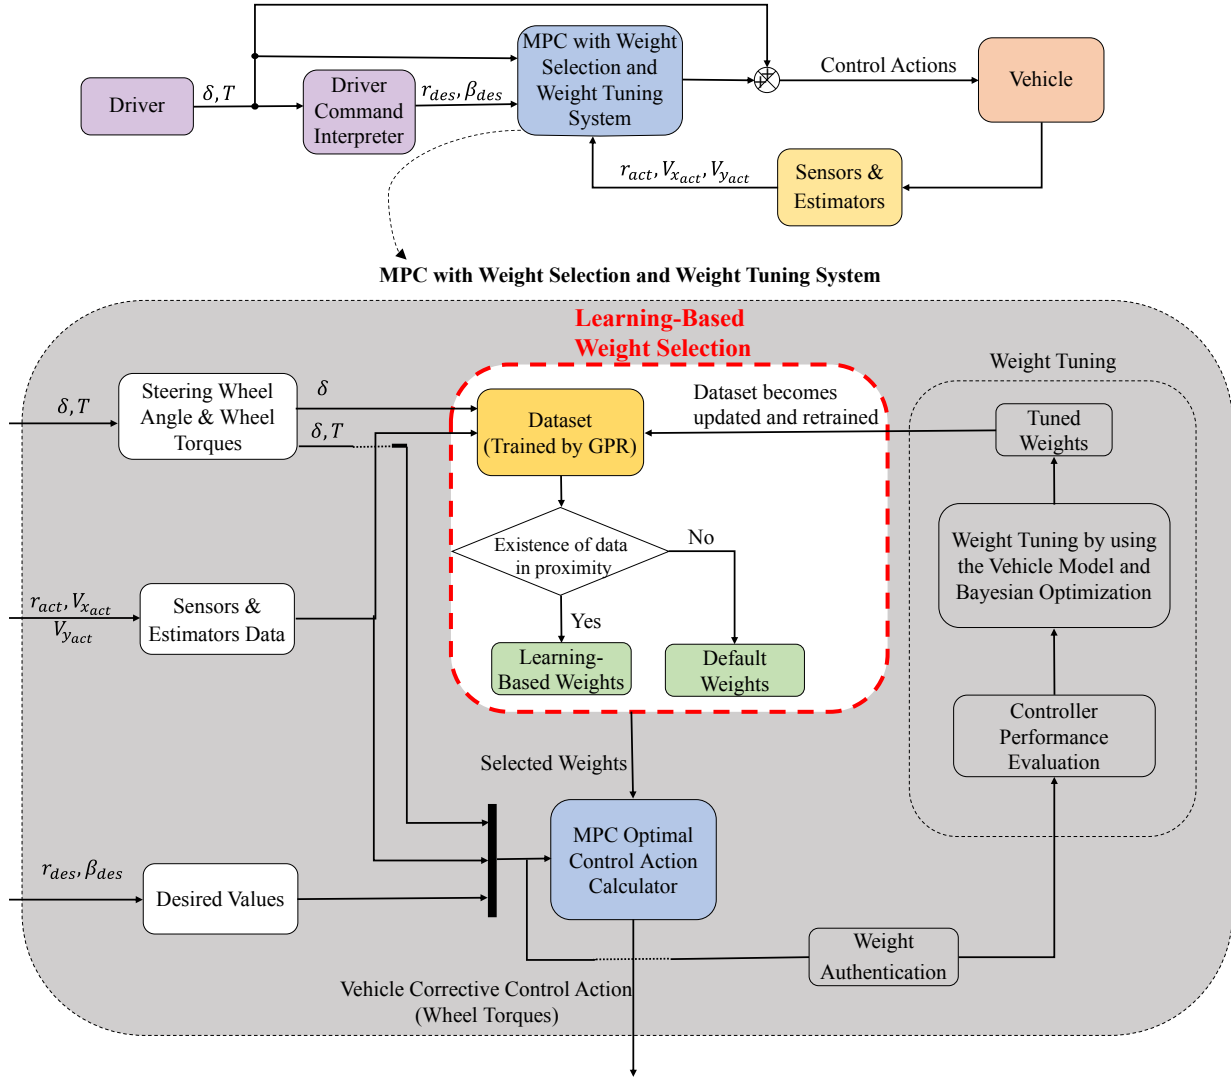 MPC with Weight
Selection and
Weight Tuning
System
Driver
δ, T
Driver
Command
Interpreter
r_des, β_des
Control Actions
Vehicle
r_act, V_x_act, V_y_act
Sensors &
Estimators
MPC with Weight Selection and Weight Tuning System
Learning-Based
Weight Selection
Weight Tuning
δ, T
Steering Wheel
Angle & Wheel
Torques
δ
δ, T
Dataset
(Trained by GPR)
Dataset becomes
updated and retrained
Tuned
Weights
Existence of data
in proximity
No
Yes
Learning-
Based Weights
Default
Weights
Weight Tuning by using
the Vehicle Model and
Bayesian Optimization
r_act, V_x_act
V_y_act
Sensors &
Estimators Data
Controller
Performance
Evaluation
Selected Weights
MPC Optimal
Control Action
Calculator
r_des, β_des
Desired Values
Weight
Authentication
Vehicle Corrective Control Action
(Wheel Torques)